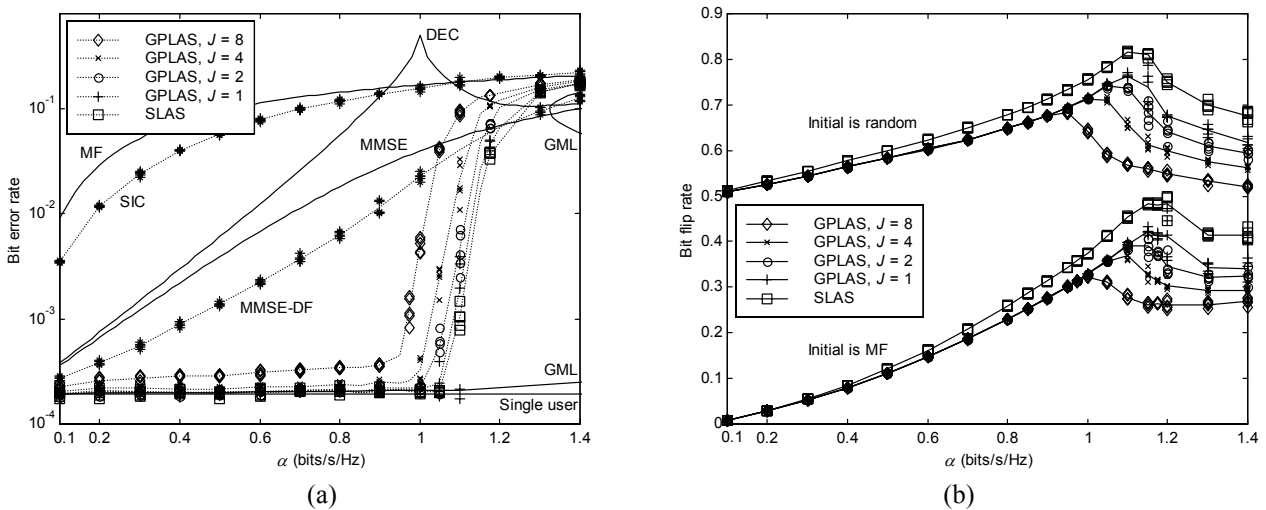 GPLAS, J = 8
GPLAS, J = 4
GPLAS, J = 2
GPLAS, J = 1
SLAS
DEC
MF
SIC
MMSE
MMSE-DF
GML
GML
Single user
Bit error rate
10⁻¹
10⁻²
10⁻³
10⁻⁴
0.1 0.2 0.4 0.6 0.8 1 1.2 1.4
α (bits/s/Hz)
(a)
0.9
0.8
0.7
0.6
0.5
0.4
0.3
0.2
0.1
0
Bit flip rate
Initial is random
GPLAS, J = 8
GPLAS, J = 4
GPLAS, J = 2
GPLAS, J = 1
SLAS
Initial is MF
0.1 0.2 0.4 0.6 0.8 1 1.2 1.4
α (bits/s/Hz)
(b)